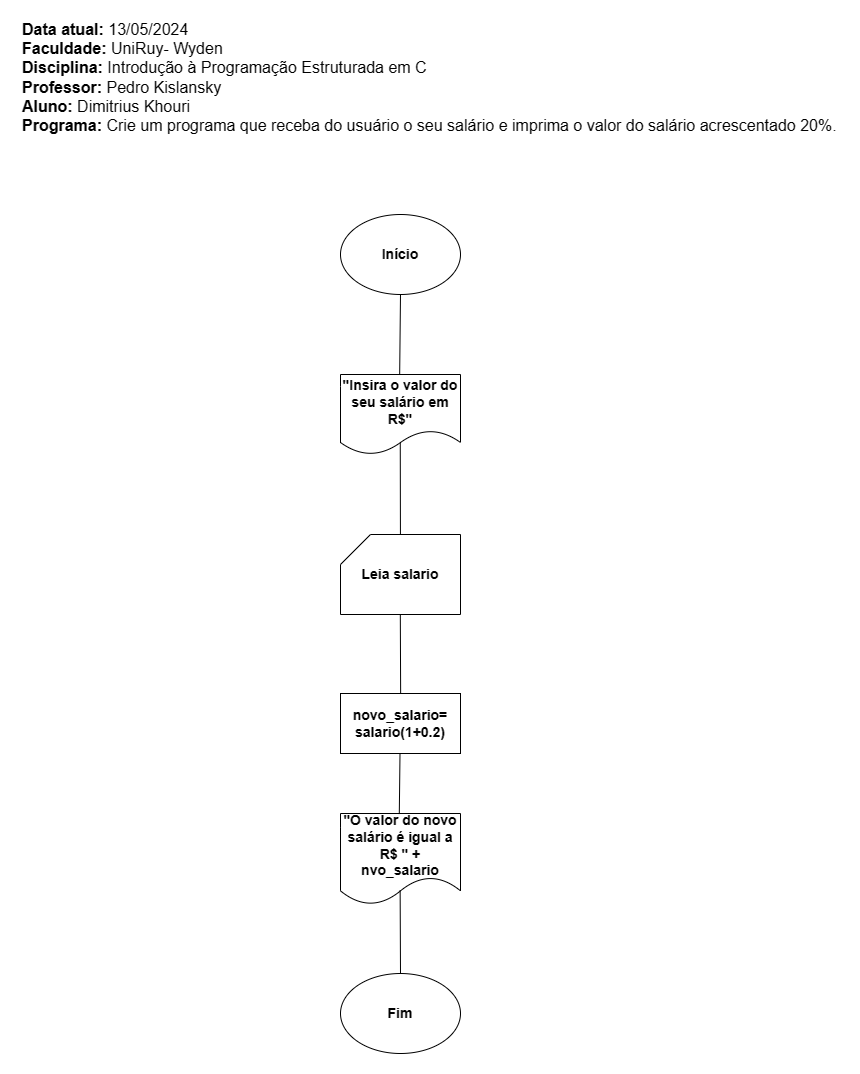 Data atual: 13/05/2024
Faculdade: UniRuy- Wyden
Disciplina: Introdução à Programação Estruturada em C
Professor: Pedro Kislansky
Aluno: Dimitrius Khouri
Programa: Crie um programa que receba do usuário o seu salário e imprima o valor do salário acrescentado 20%.
Início
"Insira o valor do
seu salário em
R$"
Leia salario
novo_salario=
salario(1+0.2)
"O valor do novo
salário é igual a
R$ " +
nvo_salario
Fim